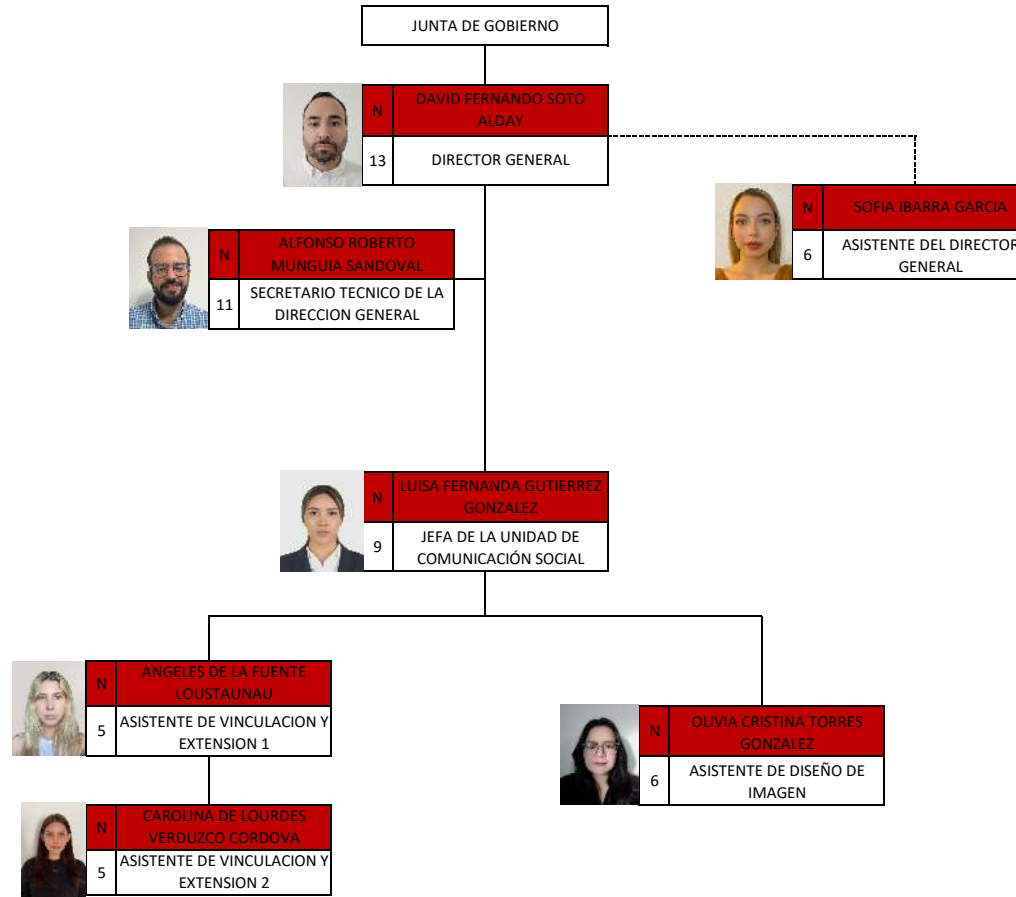 JUNTA DE GOBIERNO
N
DAVID FERNANDO SOTO
ALDAY
13
DIRECTOR GENERAL
N
SOFIA IBARRA GARCIA
6
ASISTENTE DEL DIRECTOR
GENERAL
N
ALFONSO ROBERTO
MUNGUIA SANDOVAL
11
SECRETARIO TECNICO DE LA
DIRECCION GENERAL
N
LUISA FERNANDA GUTIERREZ
GONZALEZ
9
JEFA DE LA UNIDAD DE
COMUNICACIÓN SOCIAL
N
ANGELES DE LA FUENTE
LOUSTAUNAU
5
ASISTENTE DE VINCULACION Y
EXTENSION 1
N
OLIVIA CRISTINA TORRES
GONZALEZ
6
ASISTENTE DE DISEÑO DE
IMAGEN
N
CAROLINA DE LOURDES
VERDUZCO CORDOVA
5
ASISTENTE DE VINCULACION Y
EXTENSION 2